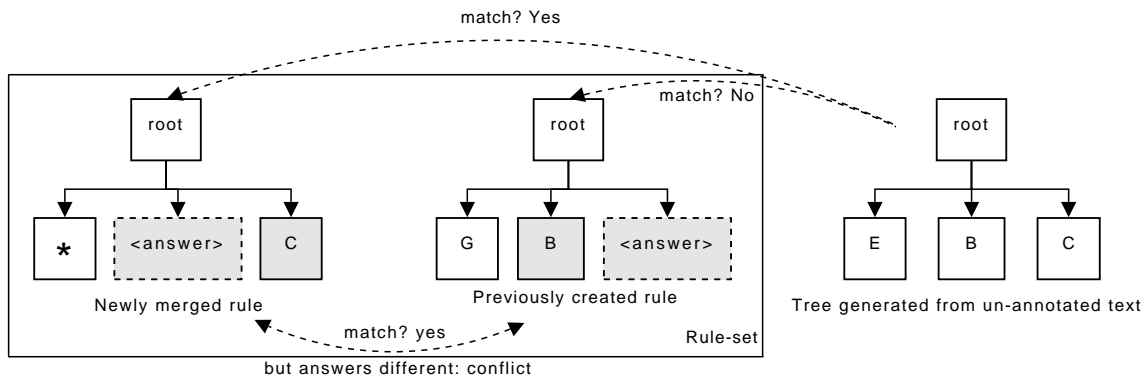 match? Yes
match? No
root
root
root
*
<answer>
C
G
B
<answer>
E
B
C
Newly merged rule
Previously created rule
Tree generated from un-annotated text
match? yes
Rule-set
but answers different: conflict